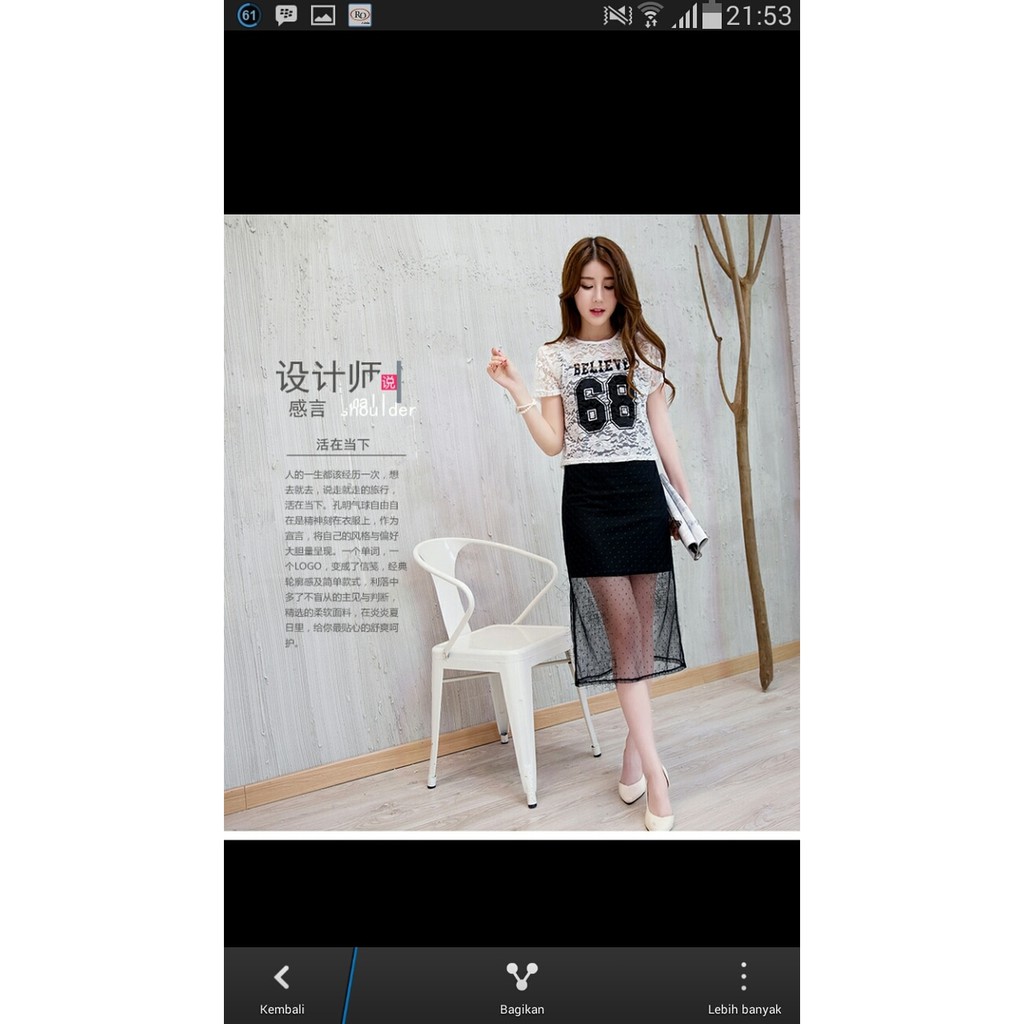 61
21:53
设计师说
感言
shoulder
活在当下
人的一生都该经历一次，想
去就去，说走就走的旅行，
活在当下。孔明气球自由自
在是精神刻在衣服上，作为
宣言，将自己的风格与偏好
大胆量呈现。一个单词，一
个LOGO，变成了信笺，经典
轮廓感及简单款式，利落中
多了不盲从的主见与判断，
精选的柔软面料，在炎炎夏
日里，给你最贴心的舒爽呵
护。
BELIEVE
68
Kembali
Bagikan
Lebih banyak